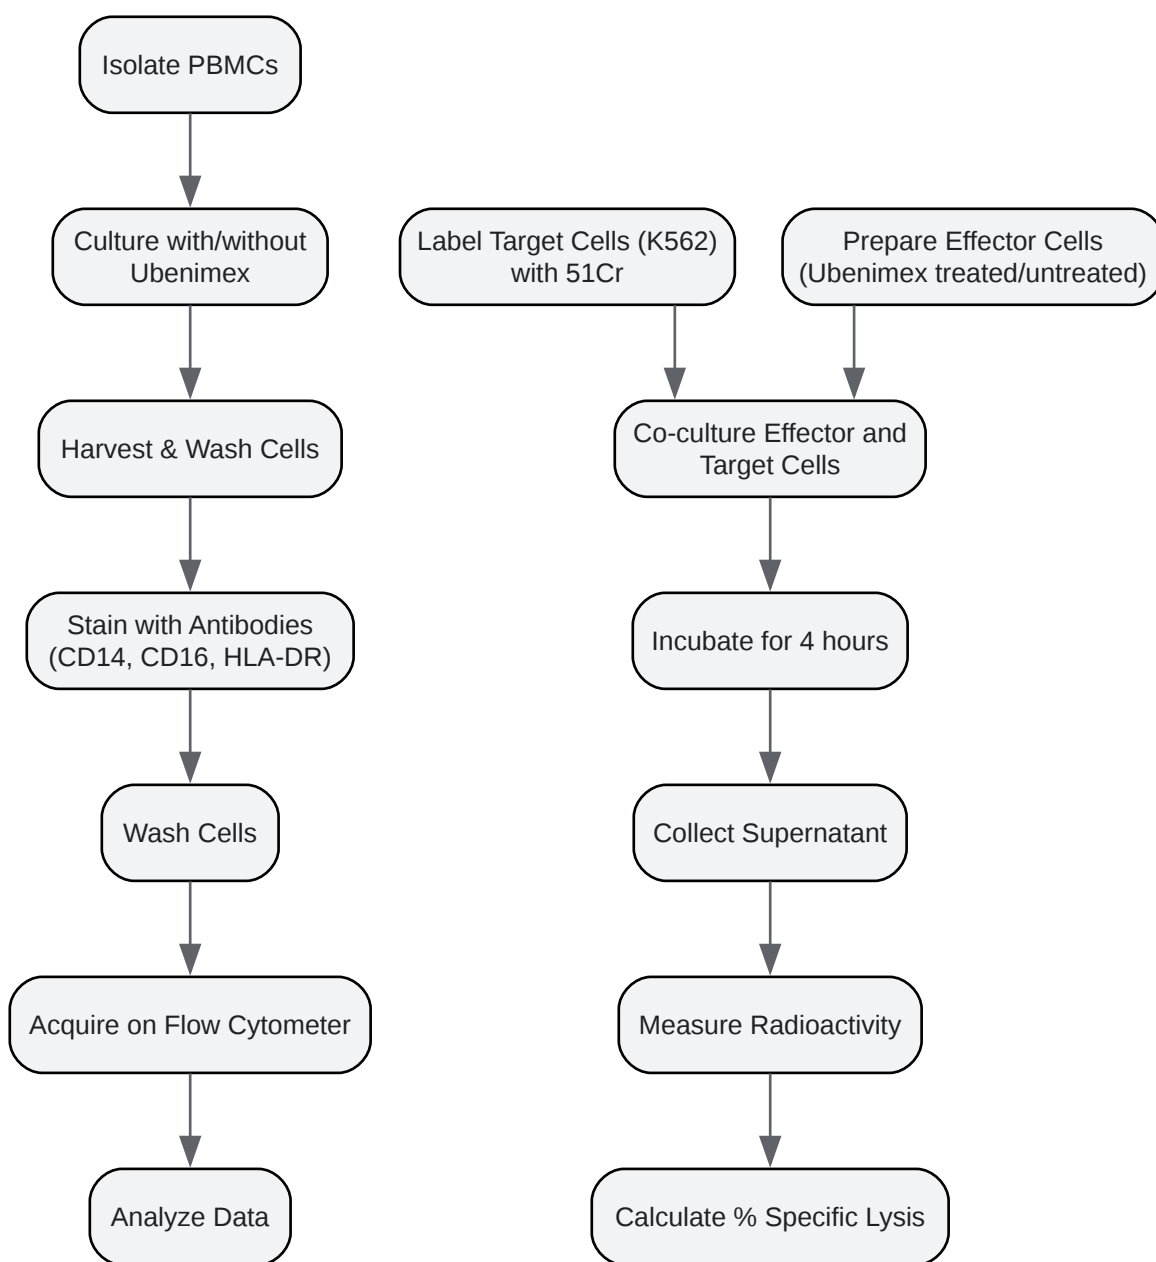 Isolate PBMCs
Culture with/without
Ubenimex
Harvest & Wash Cells
Stain with Antibodies
(CD14, CD16, HLA-DR)
Wash Cells
Acquire on Flow Cytometer
Analyze Data
Label Target Cells (K562)
with 51Cr
Prepare Effector Cells
(Ubenimex treated/untreated)
Co-culture Effector and
Target Cells
Incubate for 4 hours
Collect Supernatant
Measure Radioactivity
Calculate % Specific Lysis